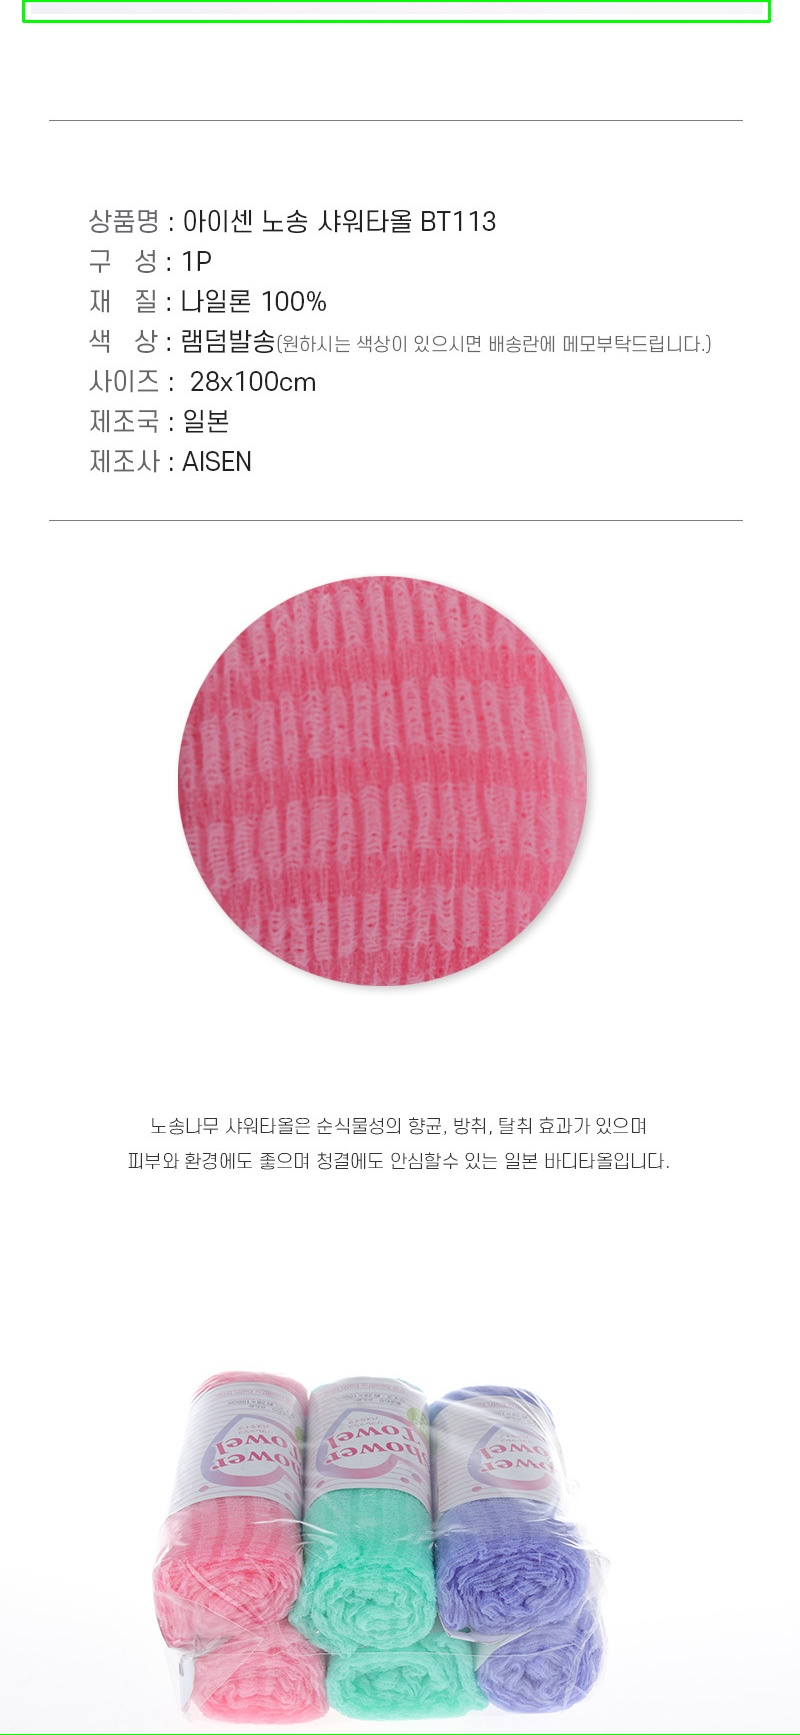 상품명 : 아이센 노송 샤워타올 BT113
구 성 : 1P
재 질 : 나일론 100%
색 상 : 램덤발송(원하시는 색상이 있으시면 배송란에 메모부탁드립니다.)
사이즈 : 28x100cm
제조국 : 일본
제조사 : AISEN
노송나무 샤워타올은 순식물성의 향균, 방취, 탈취 효과가 있으며
피부와 환경에도 좋으며 청결에도 안심할수 있는 일본 바디타올입니다.
Shower Towel
Shower Towel
Shower Towel